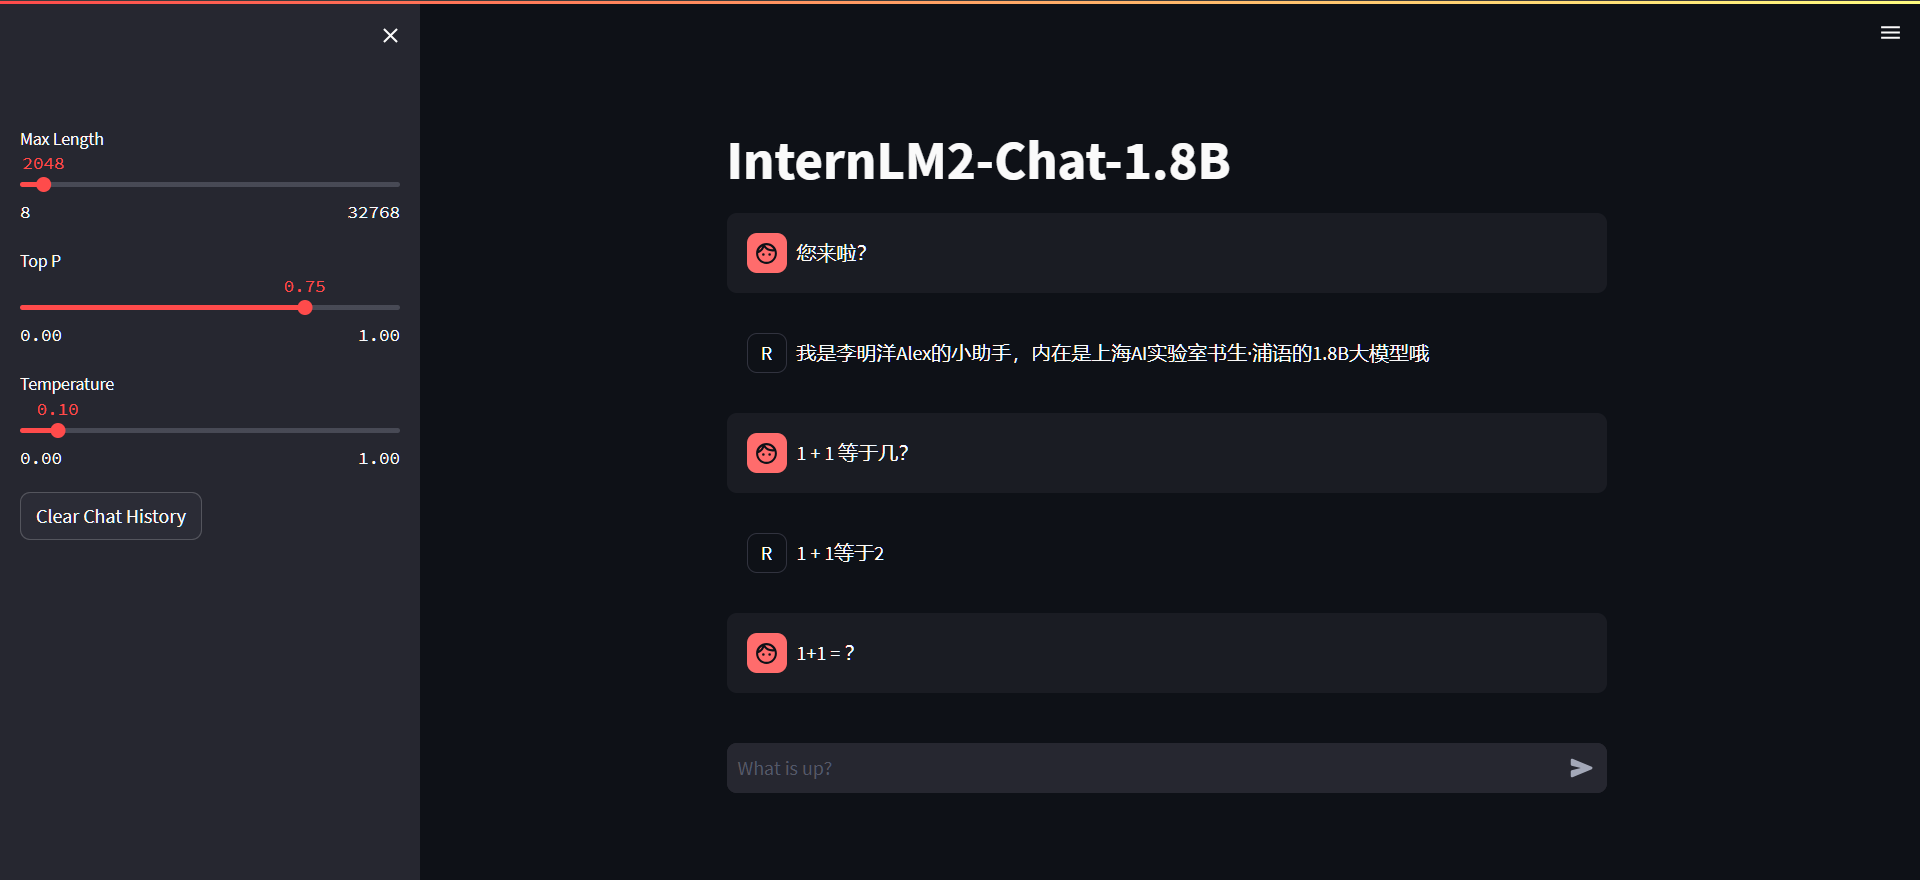 Max Length
2048
8 32768
Top P
0.75
0.00 1.00
Temperature
0.10
0.00 1.00
Clear Chat History
InternLM2-Chat-1.8B
您来啦?
R 我是李明洋Alex的小助手，内在是上海AI实验室书生·浦语的1.8B大模型哦
1 + 1 等于几?
R 1 + 1等于2
1+1 = ?
What is up?